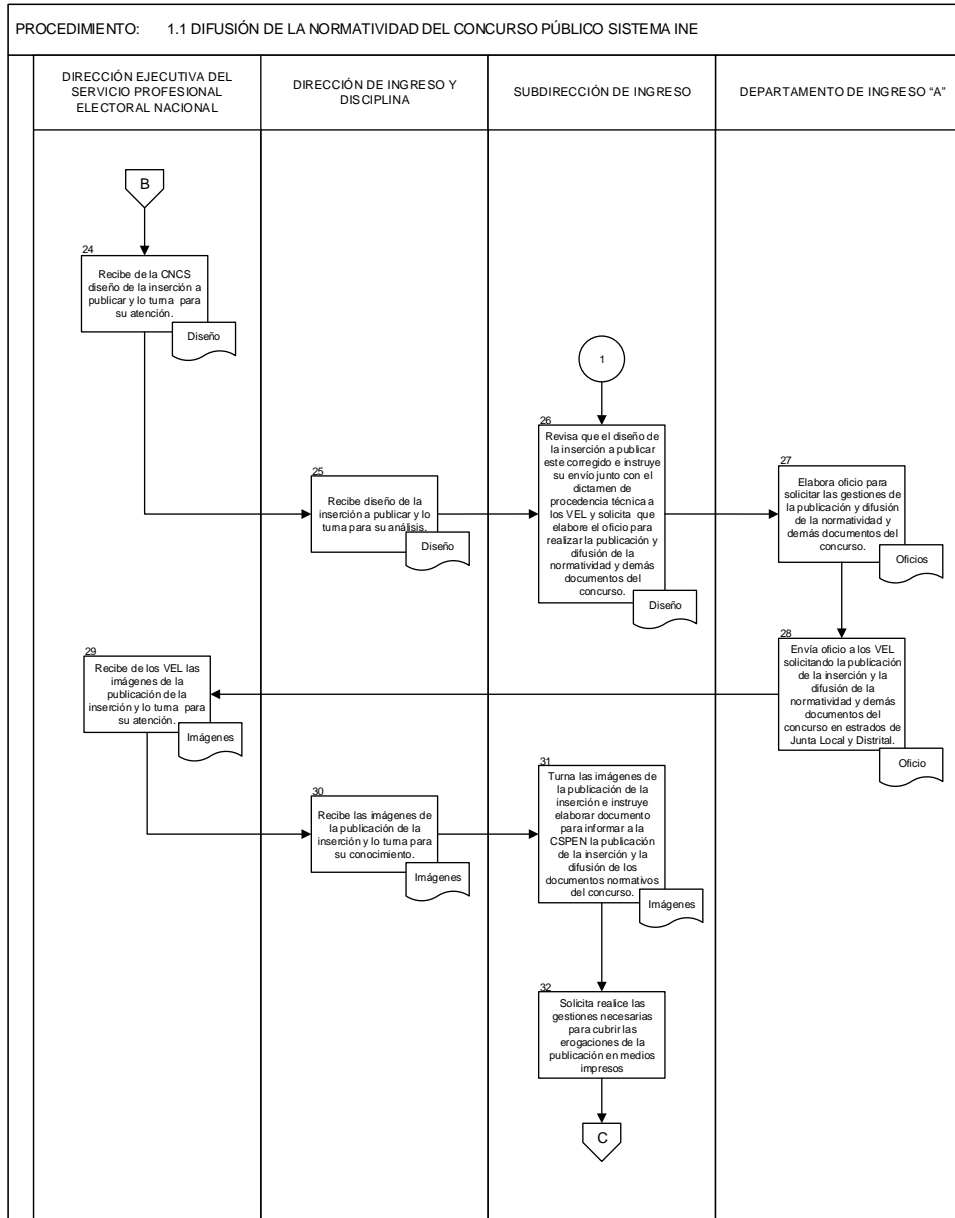 PROCEDIMIENTO: 1.1 DIFUSIÓN DE LA NORMATIVIDAD DEL CONCURSO PÚBLICO SISTEMA INE
DIRECCIÓN EJECUTIVA DEL
SERVICIO PROFESIONAL
ELECTORAL NACIONAL
DIRECCIÓN DE INGRESO Y
DISCIPLINA
SUBDIRECCIÓN DE INGRESO
DEPARTAMENTO DE INGRESO “A”
B
24
Recibe de la CNCS
diseño de la inserción a
publicar y lo turna para
su atención.
Diseño
25
Recibe diseño de la
inserción a publicar y lo
turna para su análisis.
Diseño
1
26
Revisa que el diseño de
la inserción a publicar
este corregido e instruye
su envío junto con el
dictamen de
procedencia técnica a
los VEL y solicita que
elabore el oficio para
realizar la publicación y
difusión de la
normatividad y demás
documentos del
concurso.
Diseño
27
Elabora oficio para
solicitar las gestiones de
la publicación y difusión
de la normatividad y
demás documentos del
concurso.
Oficios
28
Envía oficio a los VEL
solicitando la publicación
de la inserción y la
difusión de la
normatividad y demás
documentos del
concurso en estrados de
Junta Local y Distrital.
Oficio
29
Recibe de los VEL las
imágenes de la
publicación de la
inserción y lo turna para
su atención.
Imágenes
30
Recibe las imágenes de
la publicación de la
inserción y lo turna para
su conocimiento.
Imágenes
31
Turna las imágenes de
la publicación de la
inserción e instruye
elaborar documento
para informar a la
CSPEN la publicación
de la inserción y la
difusión de los
documentos normativos
del concurso.
Imágenes
32
Solicita realice las
gestiones necesarias
para cubrir las
erogaciones de la
publicación en medios
impresos
C